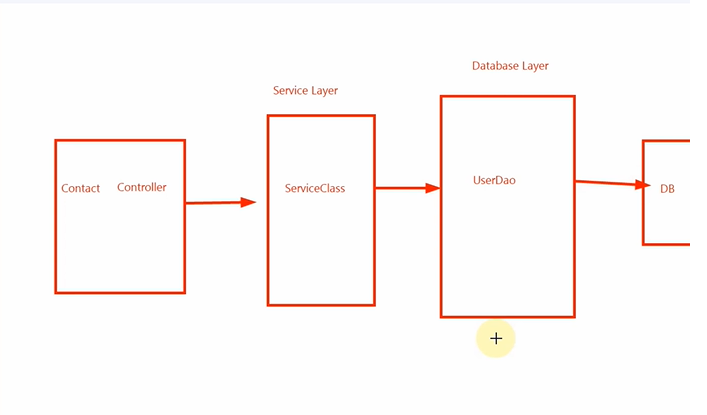 Database Layer
Service Layer
Contact Controller
ServiceClass
UserDao
DB